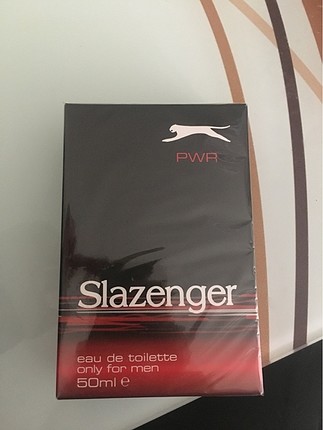 PWR
Slazenger
eau de toilette
only for men
50ml ℮